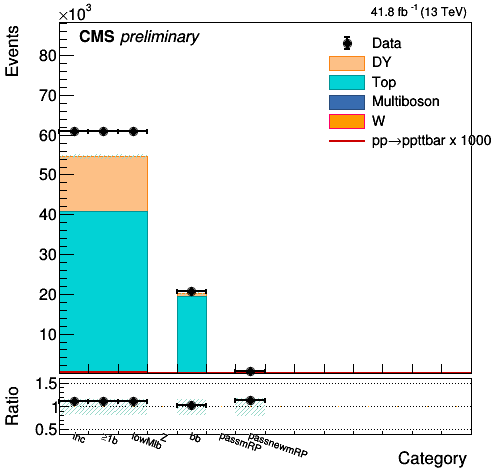 ×10³
41.8 fb⁻¹ (13 TeV)
CMS preliminary
Events
Data
DY
Top
Multiboson
W
pp→ppttbar x 1000
80
70
60
50
40
30
20
10
Ratio
1.5
1
0.5
inc
≥1b
lowMlb
Z
bb
passmRP
passnewmRP
Category